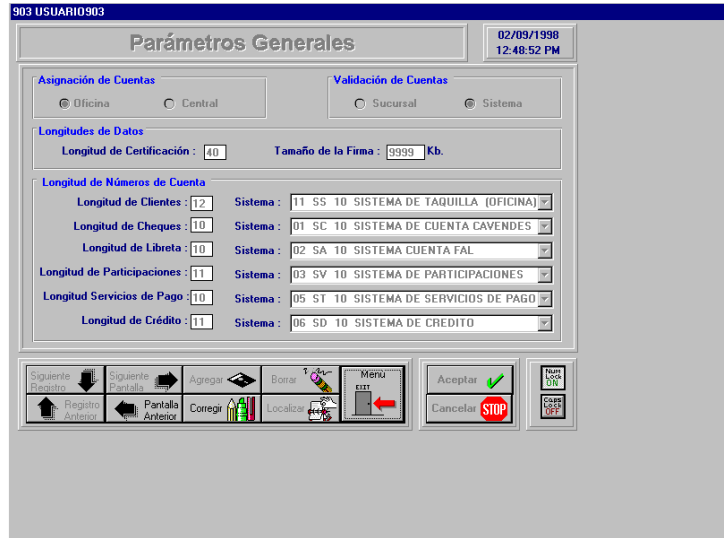 903 USUARIO903
Parámetros Generales
02/09/1998
12:48:52 PM
Asignación de Cuentas
Oficina Central
Validación de Cuentas
Sucursal Sistema
Longitudes de Datos
Longitud de Certificación : 40 Tamaño de la Firma : 9999 Kb.
Longitud de Números de Cuenta
Longitud de Clientes : 12 Sistema : 11 SS 10 SISTEMA DE TAQUILLA (OFICINA)
Longitud de Cheques : 10 Sistema : 01 SC 10 SISTEMA DE CUENTA CAVENDES
Longitud de Libreta : 10 Sistema : 02 SA 10 SISTEMA CUENTA FAL
Longitud de Participaciones : 11 Sistema : 03 SV 10 SISTEMA DE PARTICIPACIONES
Longitud Servicios de Pago : 10 Sistema : 05 ST 10 SISTEMA DE SERVICIOS DE PAGO
Longitud de Crédito : 11 Sistema : 06 SD 10 SISTEMA DE CREDITO
Siguiente Registro
Siguiente Pantalla
Agregar
Borrar
Menú
EXIT
Registro Anterior
Pantalla Anterior
Corregir
Localizar
Aceptar
Cancelar STOP
Num Lock ON
Caps Lock OFF